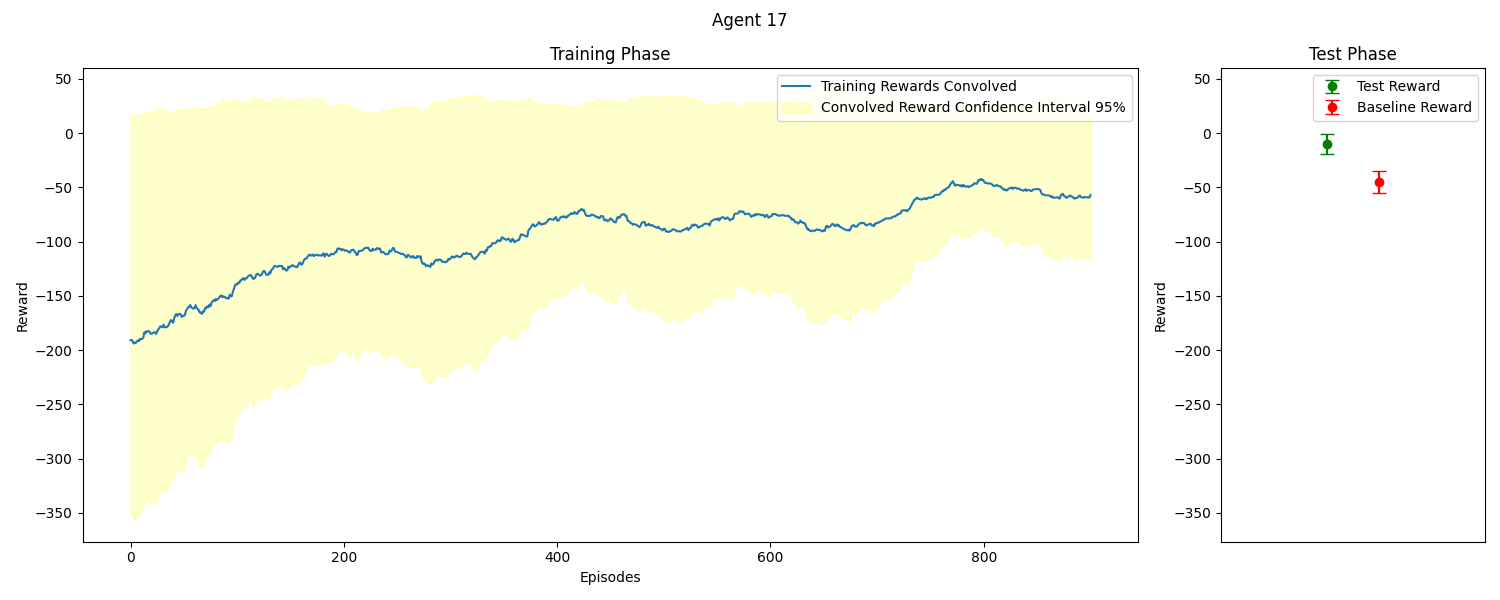 Agent 17
Training Phase
Training Rewards Convolved
Convolved Reward Confidence Interval 95%
50
0
−50
−100
−150
−200
−250
−300
−350
Reward
0
200
400
600
800
Episodes
Test Phase
Test Reward
Baseline Reward
50
0
−50
−100
−150
−200
−250
−300
−350
Reward